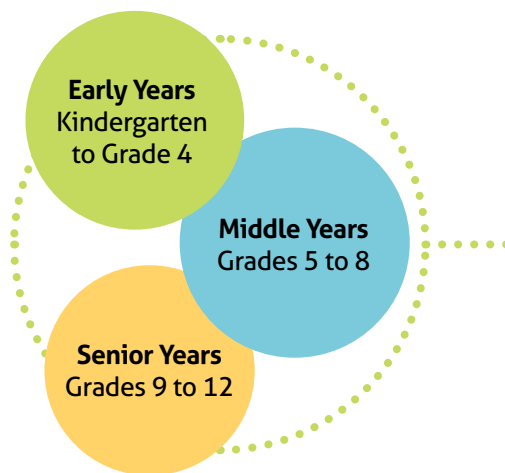 Early Years
Kindergarten
to Grade 4
Middle Years
Grades 5 to 8
Senior Years
Grades 9 to 12